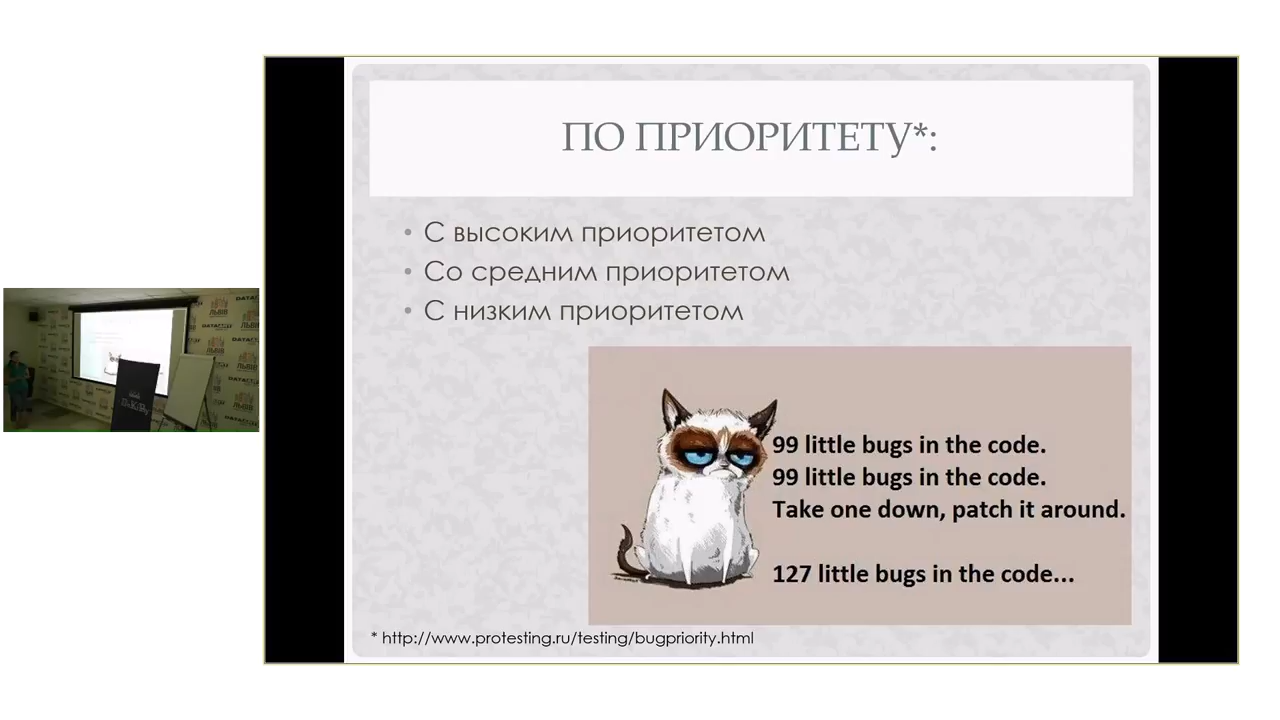 ПО ПРИОРИТЕТУ*:
• С высоким приоритетом
• Со средним приоритетом
• С низким приоритетом
99 little bugs in the code.
99 little bugs in the code.
Take one down, patch it around.
127 little bugs in the code...
* http://www.protesting.ru/testing/bugpriority.html